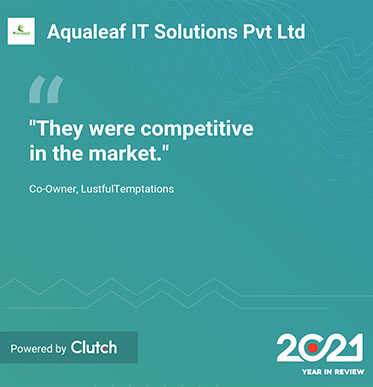 Aqualeaf IT Solutions Pvt Ltd
"They were competitive
in the market."
Co-Owner, LustfulTemptations
Powered by Clutch
2021
YEAR IN REVIEW